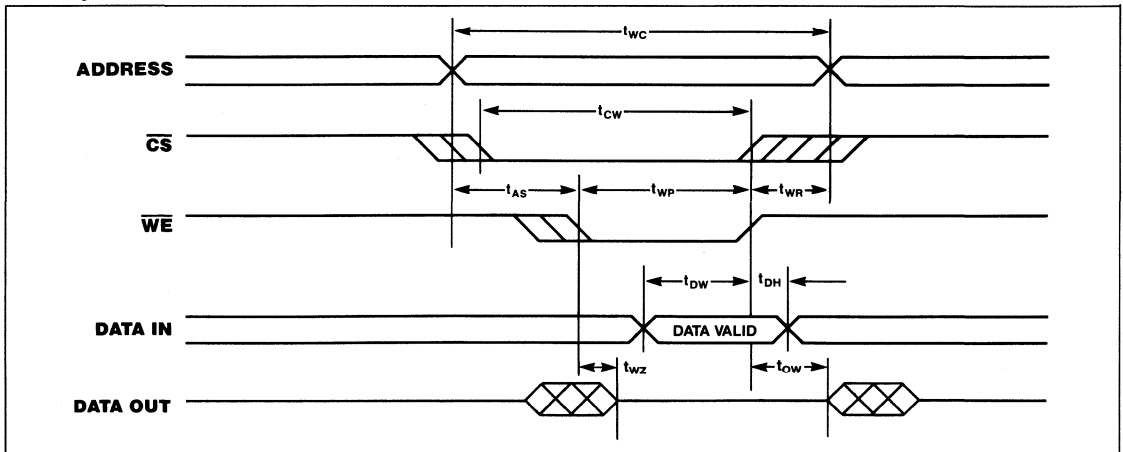 tWC
ADDRESS
tCW
CS
tAS tWP tWR
WE
tDW tDH
DATA IN DATA VALID
tWZ tOW
DATA OUT